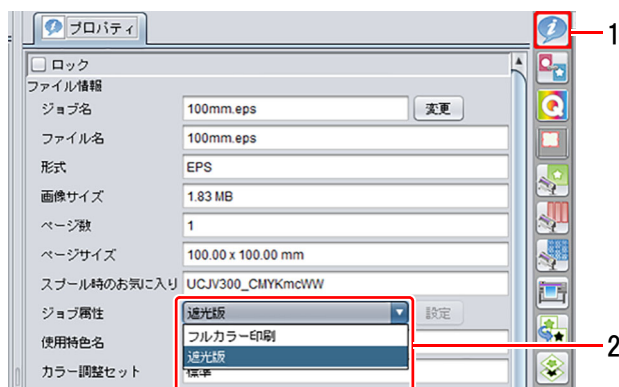 プロパティ
1
ロック
ファイル情報
ジョブ名 100mm.eps 変更
ファイル名 100mm.eps
形式 EPS
画像サイズ 1.83 MB
ページ数 1
ページサイズ 100.00 x 100.00 mm
スプール時のお気に入り UCJV300_CMYKmcWW
ジョブ属性 遮光版 設定
フルカラー印刷
使用特色名
遮光版
2
カラー調整セット 標準